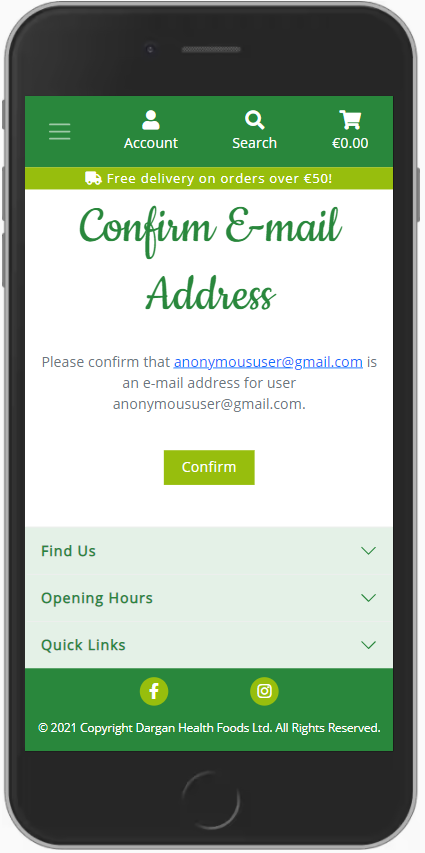 Account
Search
€0.00
Free delivery on orders over €50!
Confirm E-mail
Address
Please confirm that anonymoususer@gmail.com is
an e-mail address for user
anonymoususer@gmail.com.
Confirm
Find Us
Opening Hours
Quick Links
© 2021 Copyright Dargan Health Foods Ltd. All Rights Reserved.